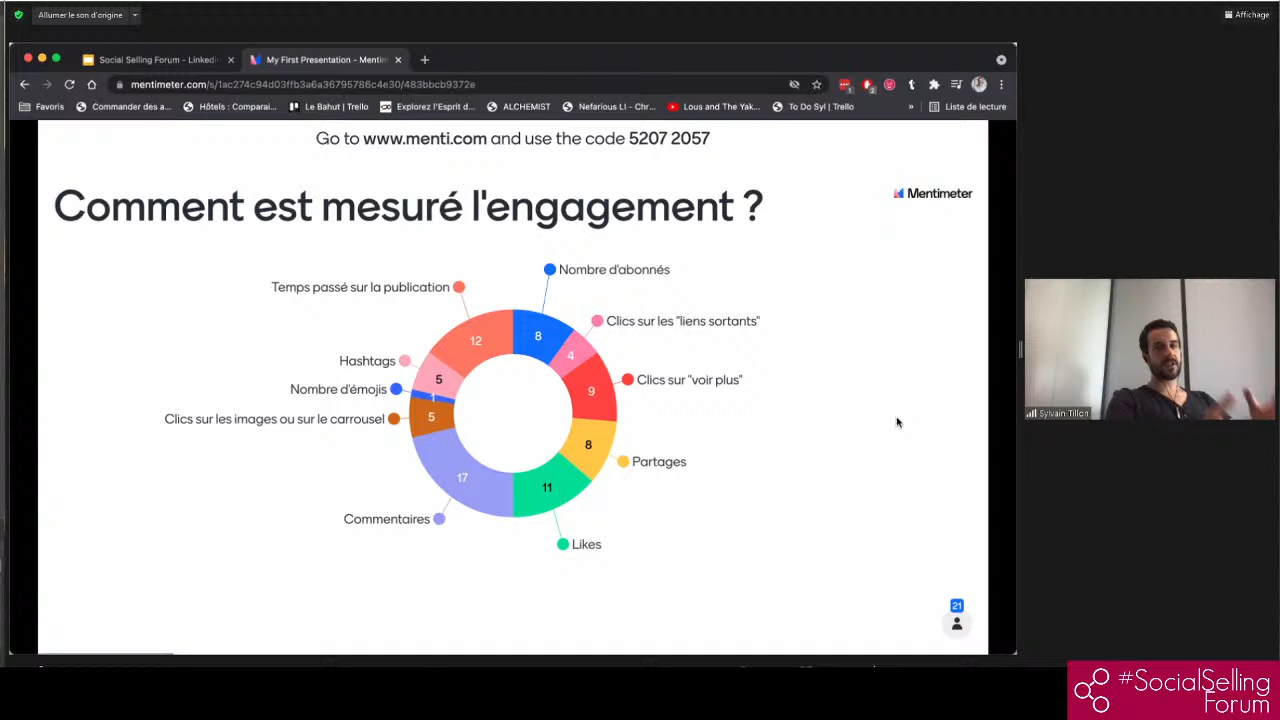 Allumer le son d'origine
Affichage
Social Selling Forum - Linkedi
My First Presentation - Mentim
mentimeter.com/s/1ac274c94d03ffb3a6a36795786c4e30/483bbcb9372e
Favoris
Commander des a...
Hôtels : Comparai...
Le Bahut | Trello
Explorez l'Esprit d...
ALCHEMIST
Nefarious LI - Chr...
Lous and The Yak...
To Do Syl | Trello
»
Liste de lecture
Go to www.menti.com and use the code 5207 2057
Comment est mesuré l'engagement ?
Mentimeter
Nombre d'abonnés
Temps passé sur la publication
Clics sur les "liens sortants"
8
12
4
Hashtags
5
Clics sur "voir plus"
9
Nombre d'émojis
1
Clics sur les images ou sur le carrousel
5
8
Partages
17
11
Commentaires
Likes
21
Sylvain Tillon
#SocialSelling
Forum